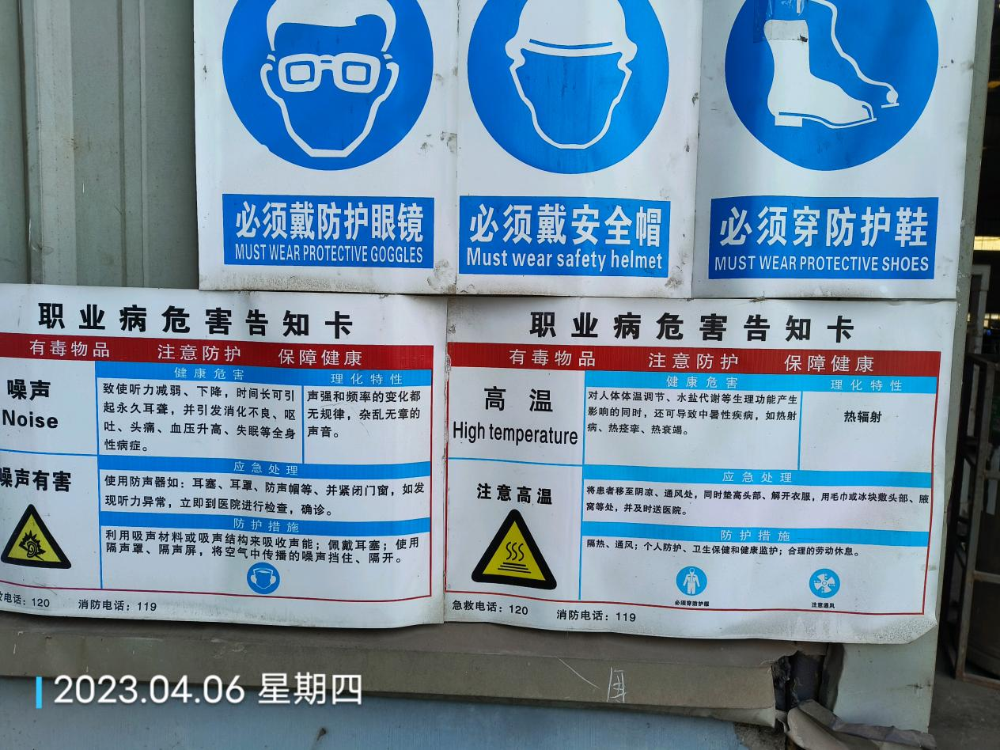 必须戴防护眼镜
MUST WEAR PROTECTIVE GOGGLES
必须戴安全帽
Must wear safety helmet
必须穿防护鞋
MUST WEAR PROTECTIVE SHOES
职业病危害告知卡
有毒物品 注意防护 保障健康
噪声
Noise
健康危害
致使听力减弱、下降，时间长可引
起永久耳聋，并引发消化不良、呕
吐、头痛、血压升高、失眠等全身
性病症。
理化特性
声强和频率的变化都
无规律，杂乱无章的
声音。
噪声有害
应急处理
使用防声器如：耳塞、耳罩、防声帽等、并紧闭门窗，如发
现听力异常，立即到医院进行检查，确诊。
防护措施
利用吸声材料或吸声结构来吸收声能；佩戴耳塞；使用
隔声罩、隔声屏，将空气中传播的噪声挡住、隔开。
救电话：120 消防电话：119
职业病危害告知卡
有毒物品 注意防护 保障健康
高温
High temperature
健康危害
对人体体温调节、水盐代谢等生理功能产生
影响的同时，还可导致中暑性疾病，如热射
病、热痉挛、热衰竭。
理化特性
热辐射
注意高温
应急处理
将患者移至阴凉、通风处，同时垫高头部、解开衣服，用毛巾或冰块敷头部、腋
窝等处，并及时送医院。
防护措施
隔热、通风；个人防护、卫生保健和健康监护；合理的劳动休息。
必须穿防护服
注意通风
急救电话：120 消防电话：119
2023.04.06 星期四